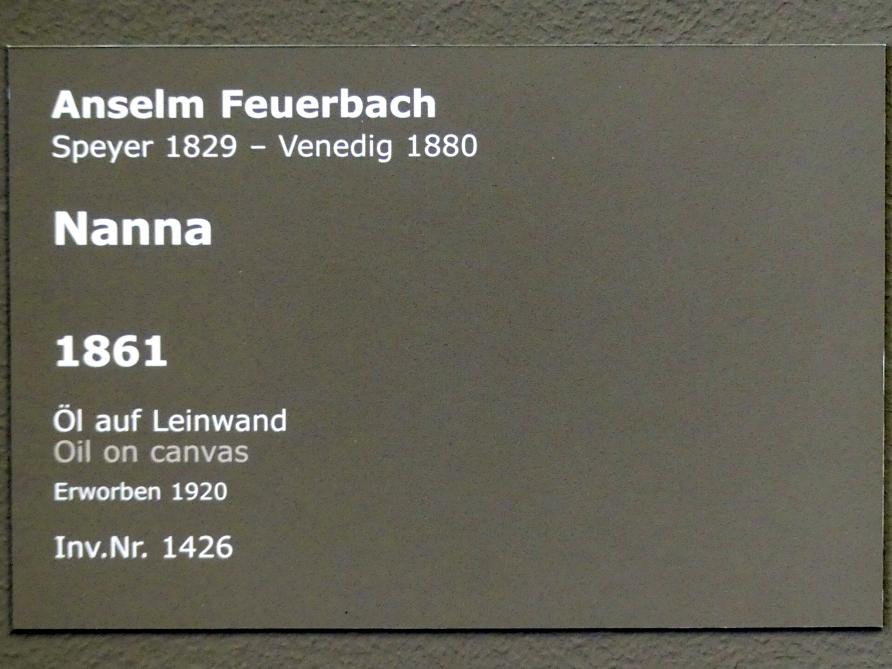 Anselm Feuerbach
Speyer 1829 – Venedig 1880
Nanna
1861
Öl auf Leinwand
Oil on canvas
Erworben 1920
Inv.Nr. 1426